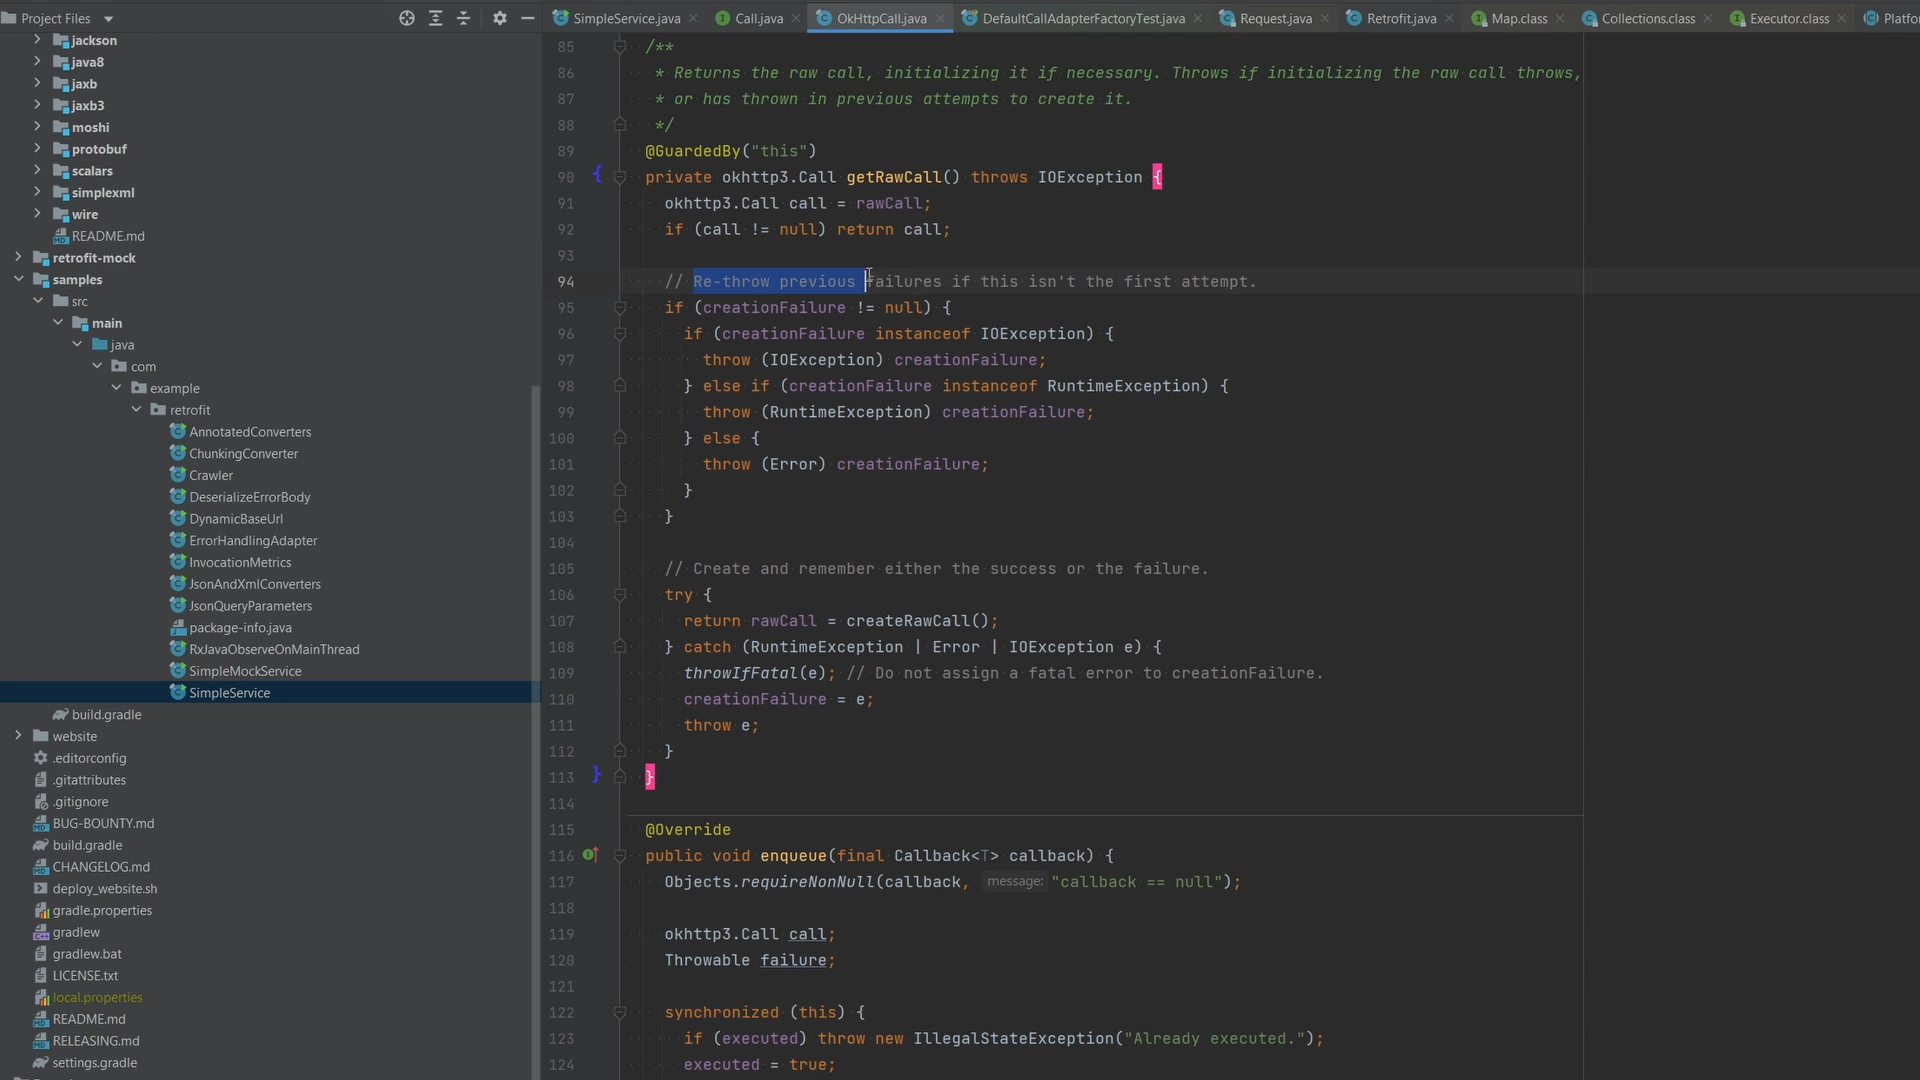 Project Files
SimpleService.java
Call.java
OkHttpCall.java
DefaultCallAdapterFactoryTest.java
Request.java
Retrofit.java
Map.class
Collections.class
Executor.class
jackson
java8
jaxb
jaxb3
moshi
protobuf
scalars
simplexml
wire
README.md
retrofit-mock
samples
src
main
java
com
example
retrofit
AnnotatedConverters
ChunkingConverter
Crawler
DeserializeErrorBody
DynamicBaseUrl
ErrorHandlingAdapter
InvocationMetrics
JsonAndXmlConverters
JsonQueryParameters
package-info.java
RxJavaObserveOnMainThread
SimpleMockService
SimpleService
build.gradle
website
.editorconfig
.gitattributes
.gitignore
BUG-BOUNTY.md
build.gradle
CHANGELOG.md
deploy_website.sh
gradle.properties
gradlew
gradlew.bat
LICENSE.txt
local.properties
README.md
RELEASING.md
settings.gradle
85 /**
86 * Returns the raw call, initializing it if necessary. Throws if initializing the raw call throws,
87 * or has thrown in previous attempts to create it.
88 */
89 @GuardedBy("this")
90 private okhttp3.Call getRawCall() throws IOException {
91 okhttp3.Call call = rawCall;
92 if (call != null) return call;
93
94 // Re-throw previous failures if this isn't the first attempt.
95 if (creationFailure != null) {
96 if (creationFailure instanceof IOException) {
97 throw (IOException) creationFailure;
98 } else if (creationFailure instanceof RuntimeException) {
99 throw (RuntimeException) creationFailure;
100 } else {
101 throw (Error) creationFailure;
102 }
103 }
104
105 // Create and remember either the success or the failure.
106 try {
107 return rawCall = createRawCall();
108 } catch (RuntimeException | Error | IOException e) {
109 throwIfFatal(e); // Do not assign a fatal error to creationFailure.
110 creationFailure = e;
111 throw e;
112 }
113 }
114
115 @Override
116 public void enqueue(final Callback<T> callback) {
117 Objects.requireNonNull(callback, message: "callback == null");
118
119 okhttp3.Call call;
120 Throwable failure;
121
122 synchronized (this) {
123 if (executed) throw new IllegalStateException("Already executed.");
124 executed = true;